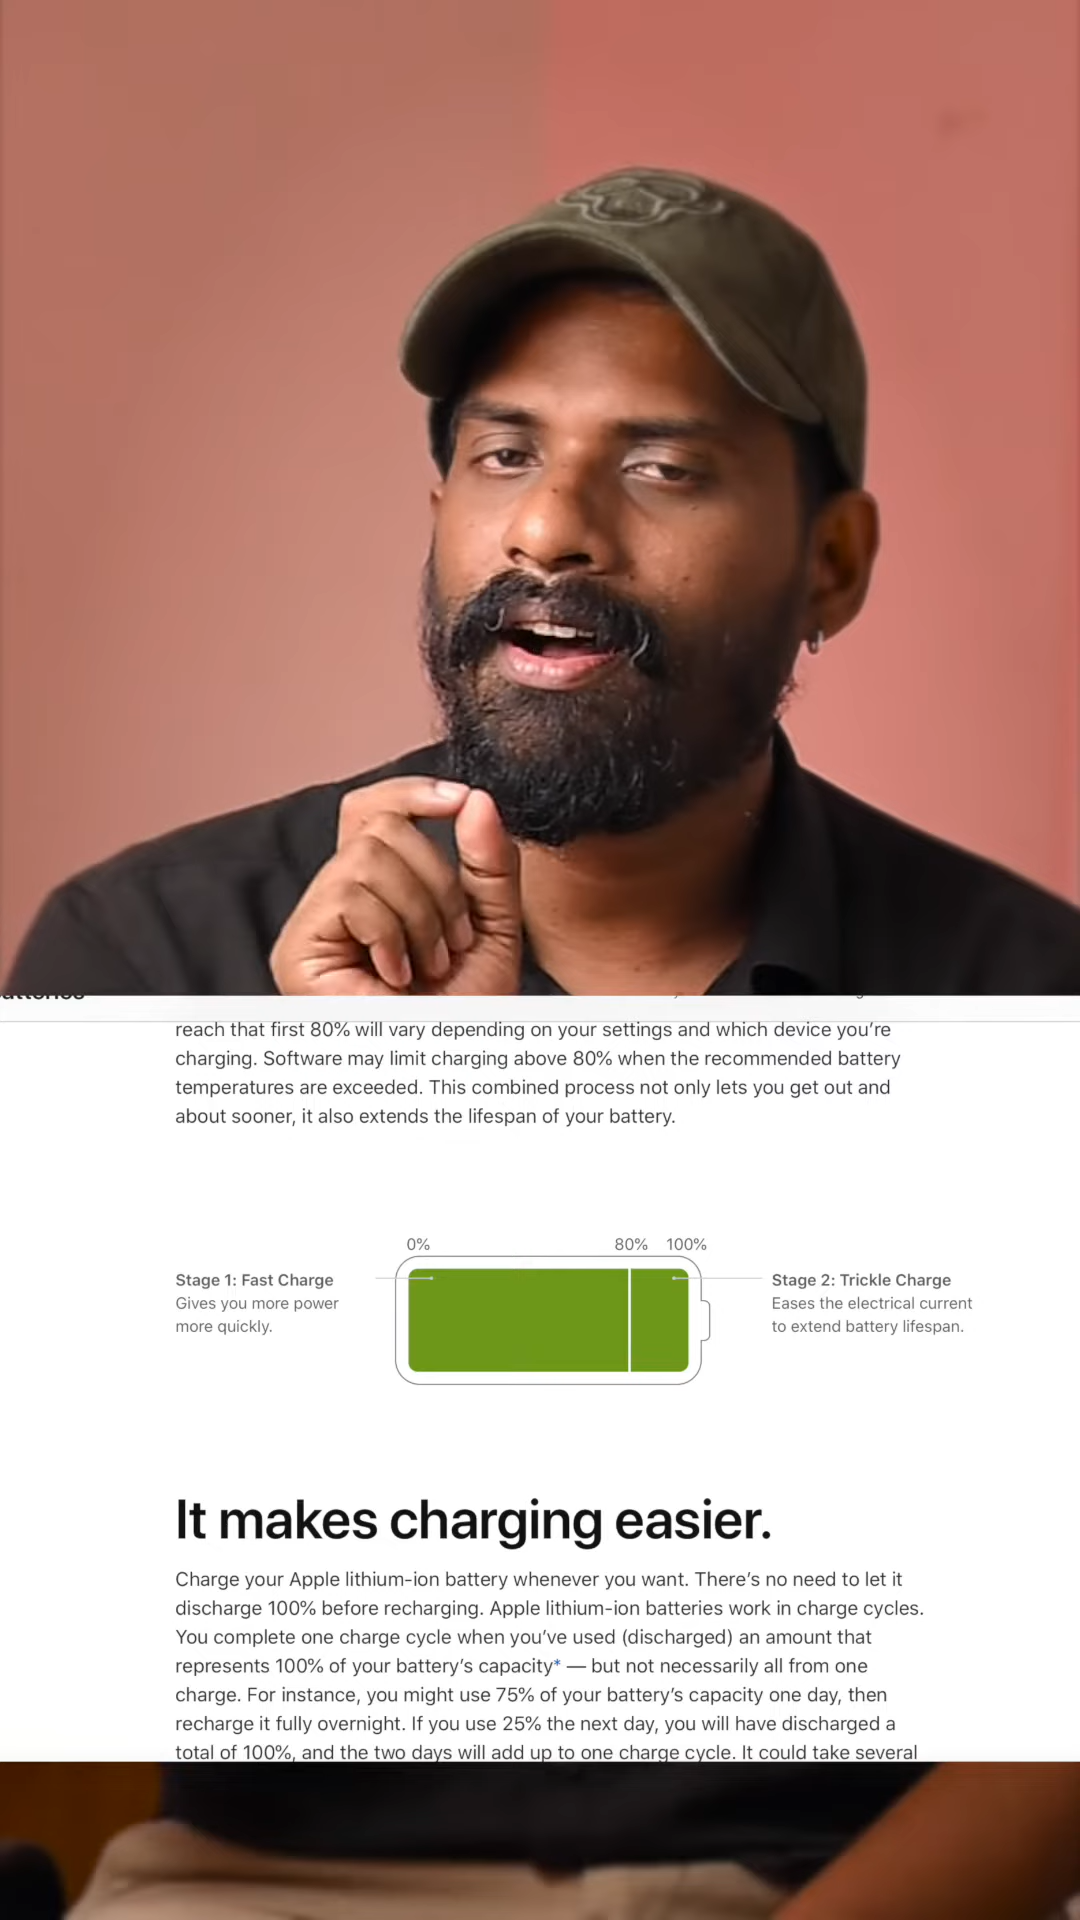 reach that first 80% will vary depending on your settings and which device you’re
charging. Software may limit charging above 80% when the recommended battery
temperatures are exceeded. This combined process not only lets you get out and
about sooner, it also extends the lifespan of your battery.
0% 80% 100%
Stage 1: Fast Charge
Gives you more power
more quickly.
Stage 2: Trickle Charge
Eases the electrical current
to extend battery lifespan.
It makes charging easier.
Charge your Apple lithium-ion battery whenever you want. There’s no need to let it
discharge 100% before recharging. Apple lithium-ion batteries work in charge cycles.
You complete one charge cycle when you’ve used (discharged) an amount that
represents 100% of your battery’s capacity* — but not necessarily all from one
charge. For instance, you might use 75% of your battery’s capacity one day, then
recharge it fully overnight. If you use 25% the next day, you will have discharged a
total of 100%, and the two days will add up to one charge cycle. It could take several